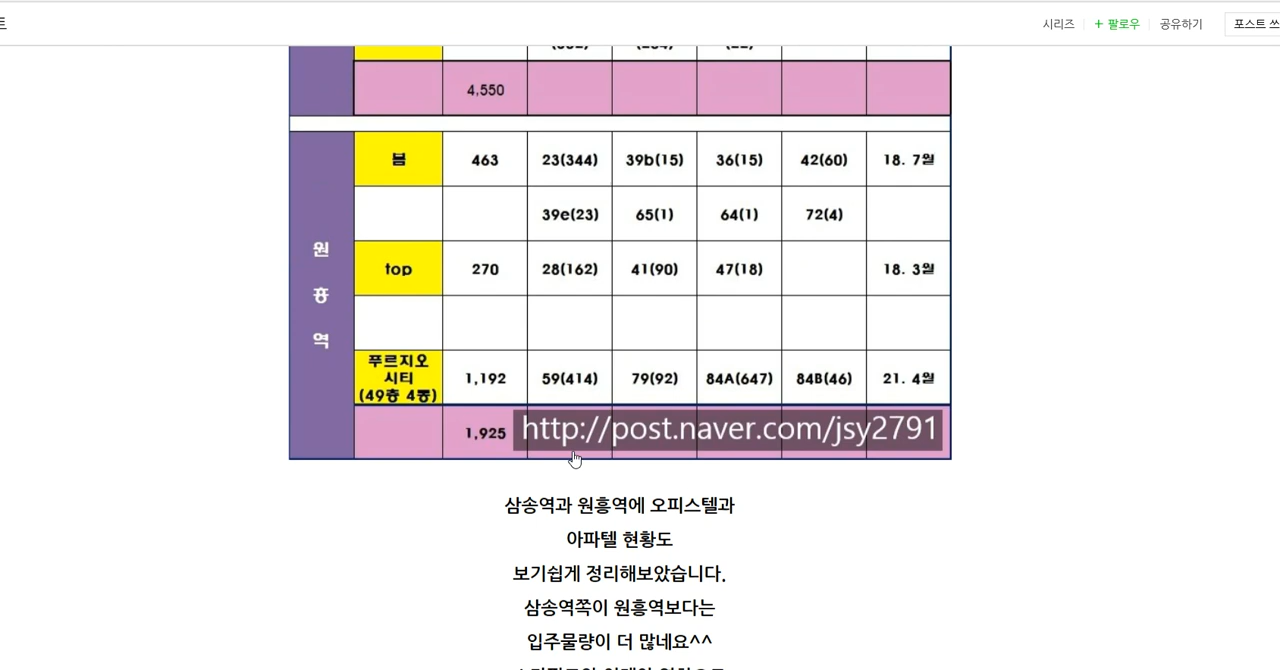 트
시리즈 + 팔로우 공유하기 포스트 쓰
4,550
봄 463 23(344) 39b(15) 36(15) 42(60) 18. 7월
39e(23) 65(1) 64(1) 72(4)
원흥역
top 270 28(162) 41(90) 47(18) 18. 3월
푸르지오
시티
(49층 4동) 1,192 59(414) 79(92) 84A(647) 84B(46) 21. 4월
1,925 http://post.naver.com/jsy2791
삼송역과 원흥역에 오피스텔과
아파텔 현황도
보기쉽게 정리해보았습니다.
삼송역쪽이 원흥역보다는
입주물량이 더 많네요^^